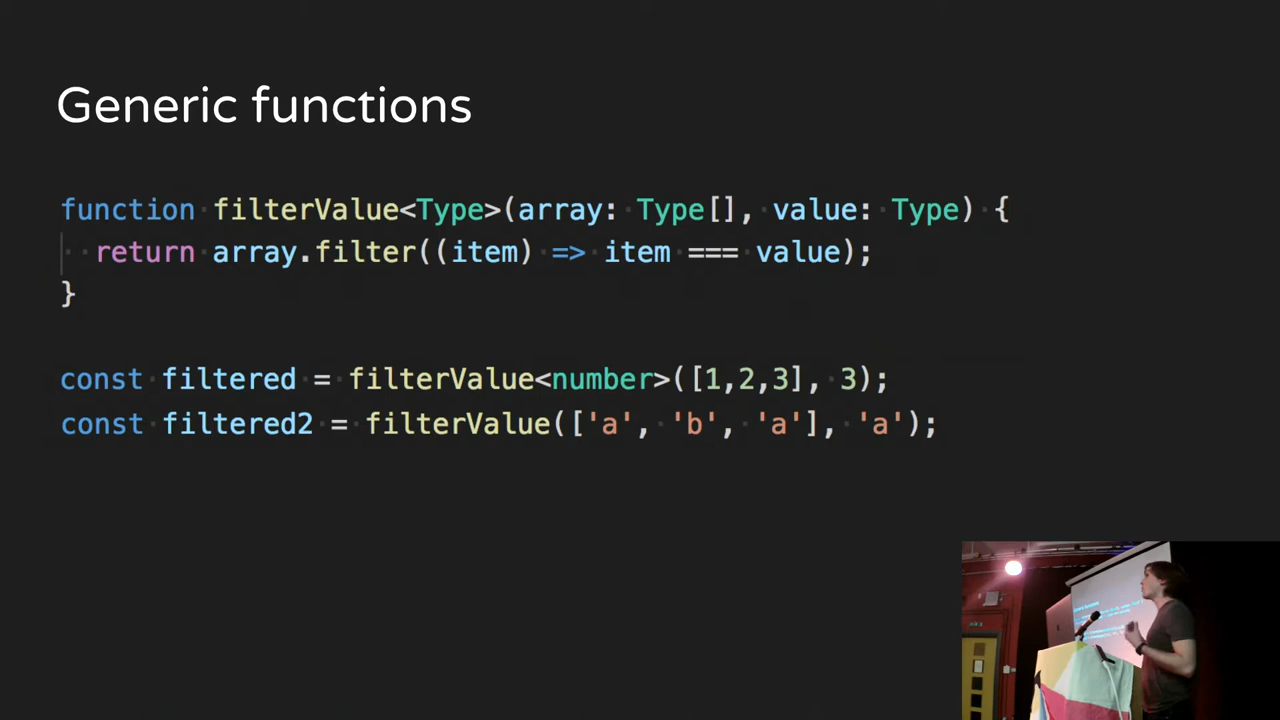 Generic functions
function filterValue<Type>(array: Type[], value: Type) {
return array.filter((item) => item === value);
}
const filtered = filterValue<number>([1,2,3], 3);
const filtered2 = filterValue(['a', 'b', 'a'], 'a');